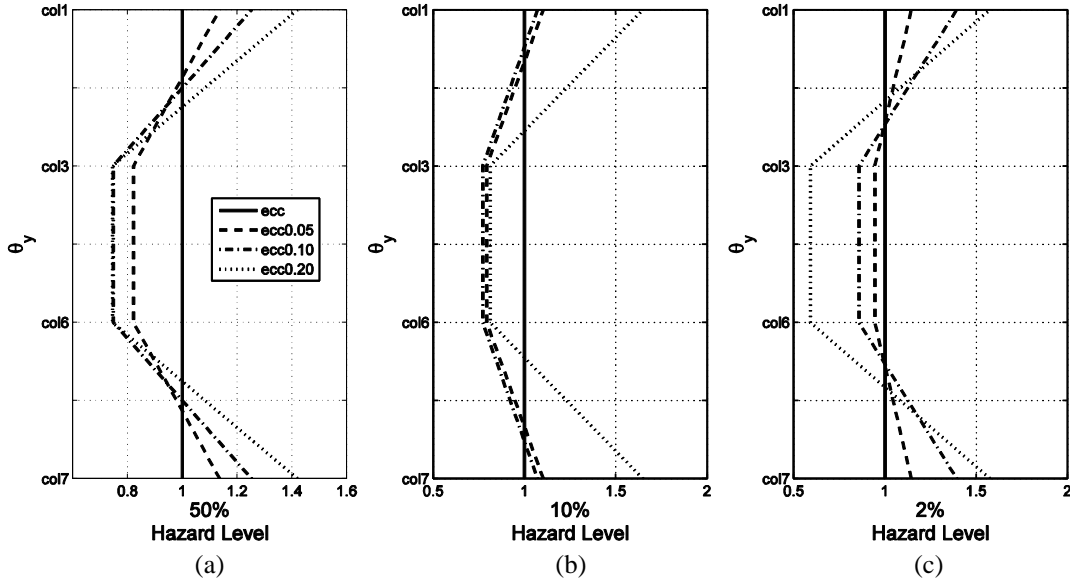 col1
col3
col6
col7
θy
ecc
ecc0.05
ecc0.10
ecc0.20
0.8
1
1.2
1.4
1.6
50%
Hazard Level
(a)
col1
col3
col6
col7
θy
0.5
1
1.5
2
10%
Hazard Level
(b)
col1
col3
col6
col7
θy
0.5
1
1.5
2
2%
Hazard Level
(c)